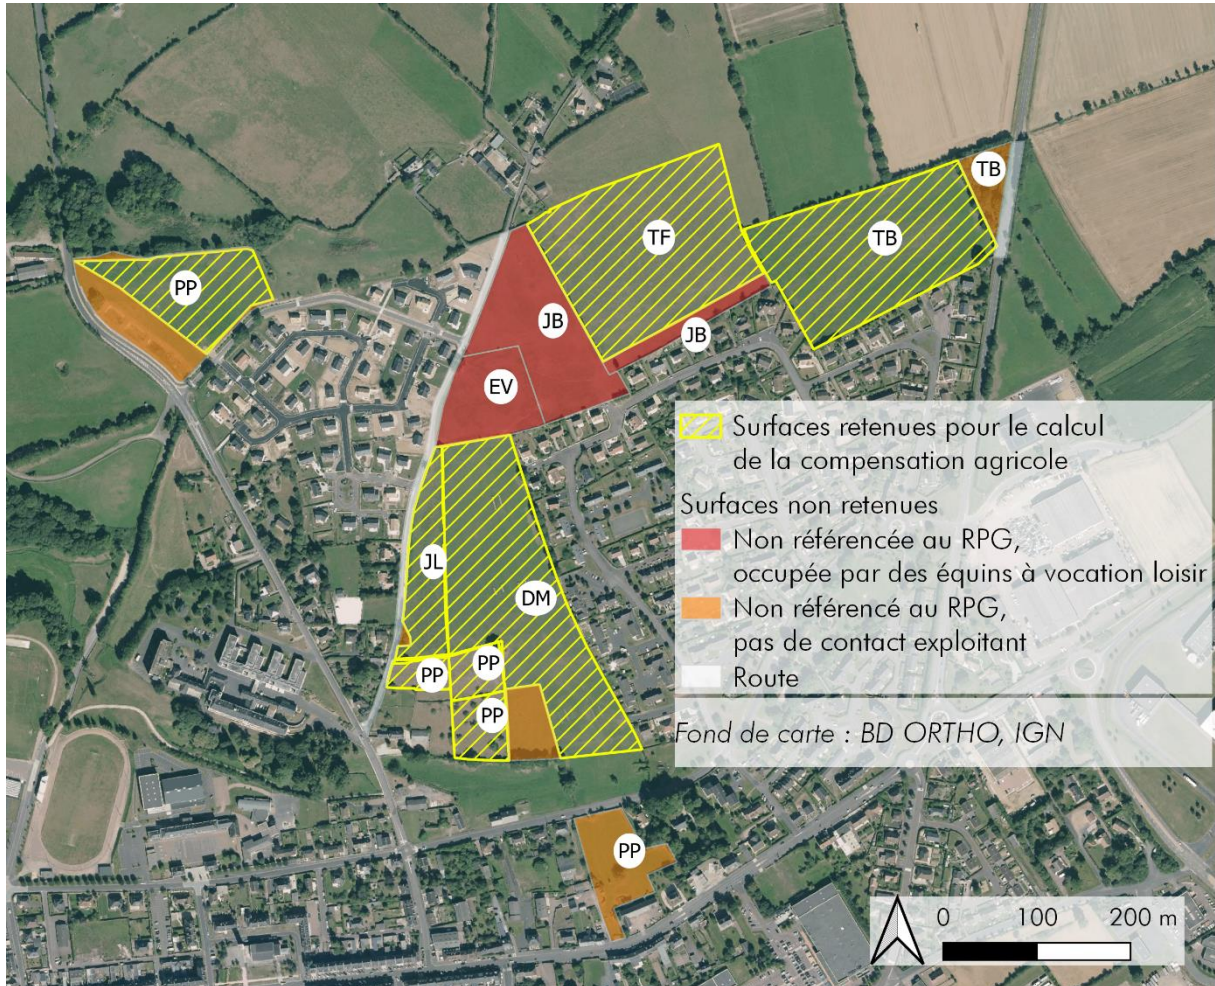 TB
TF
TB
PP
JB
JB
EV
Surfaces retenues pour le calcul
de la compensation agricole
Surfaces non retenues
Non référencée au RPG,
occupée par des équins à vocation loisir
Non référencé au RPG,
pas de contact exploitant
Route
JL
DM
PP
PP
PP
Fond de carte : BD ORTHO, IGN
PP
0 100 200 m